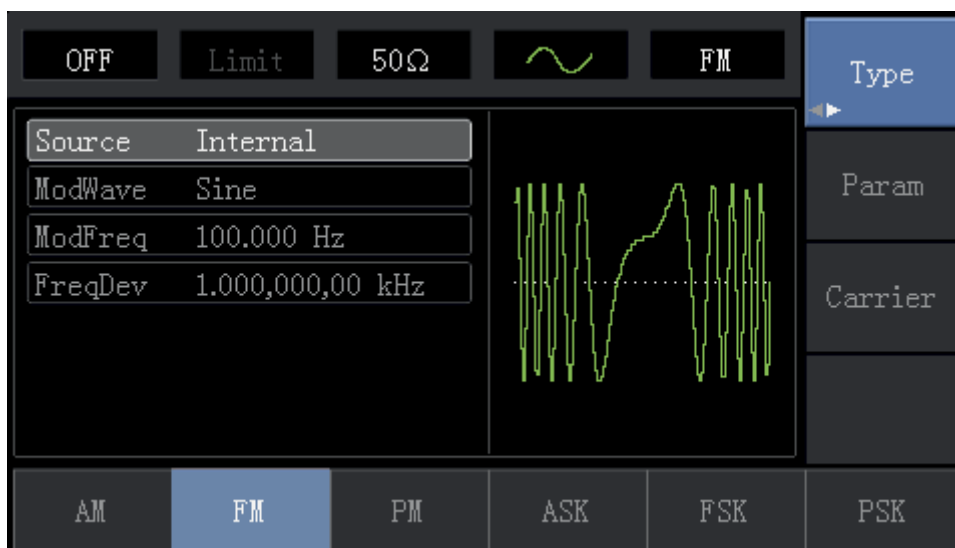 OFF Limit 50Ω FM Type
Source Internal
ModWave Sine
ModFreq 100.000 Hz
FreqDev 1.000,000,00 kHz
Param
Carrier
AM FM PM ASK FSK PSK